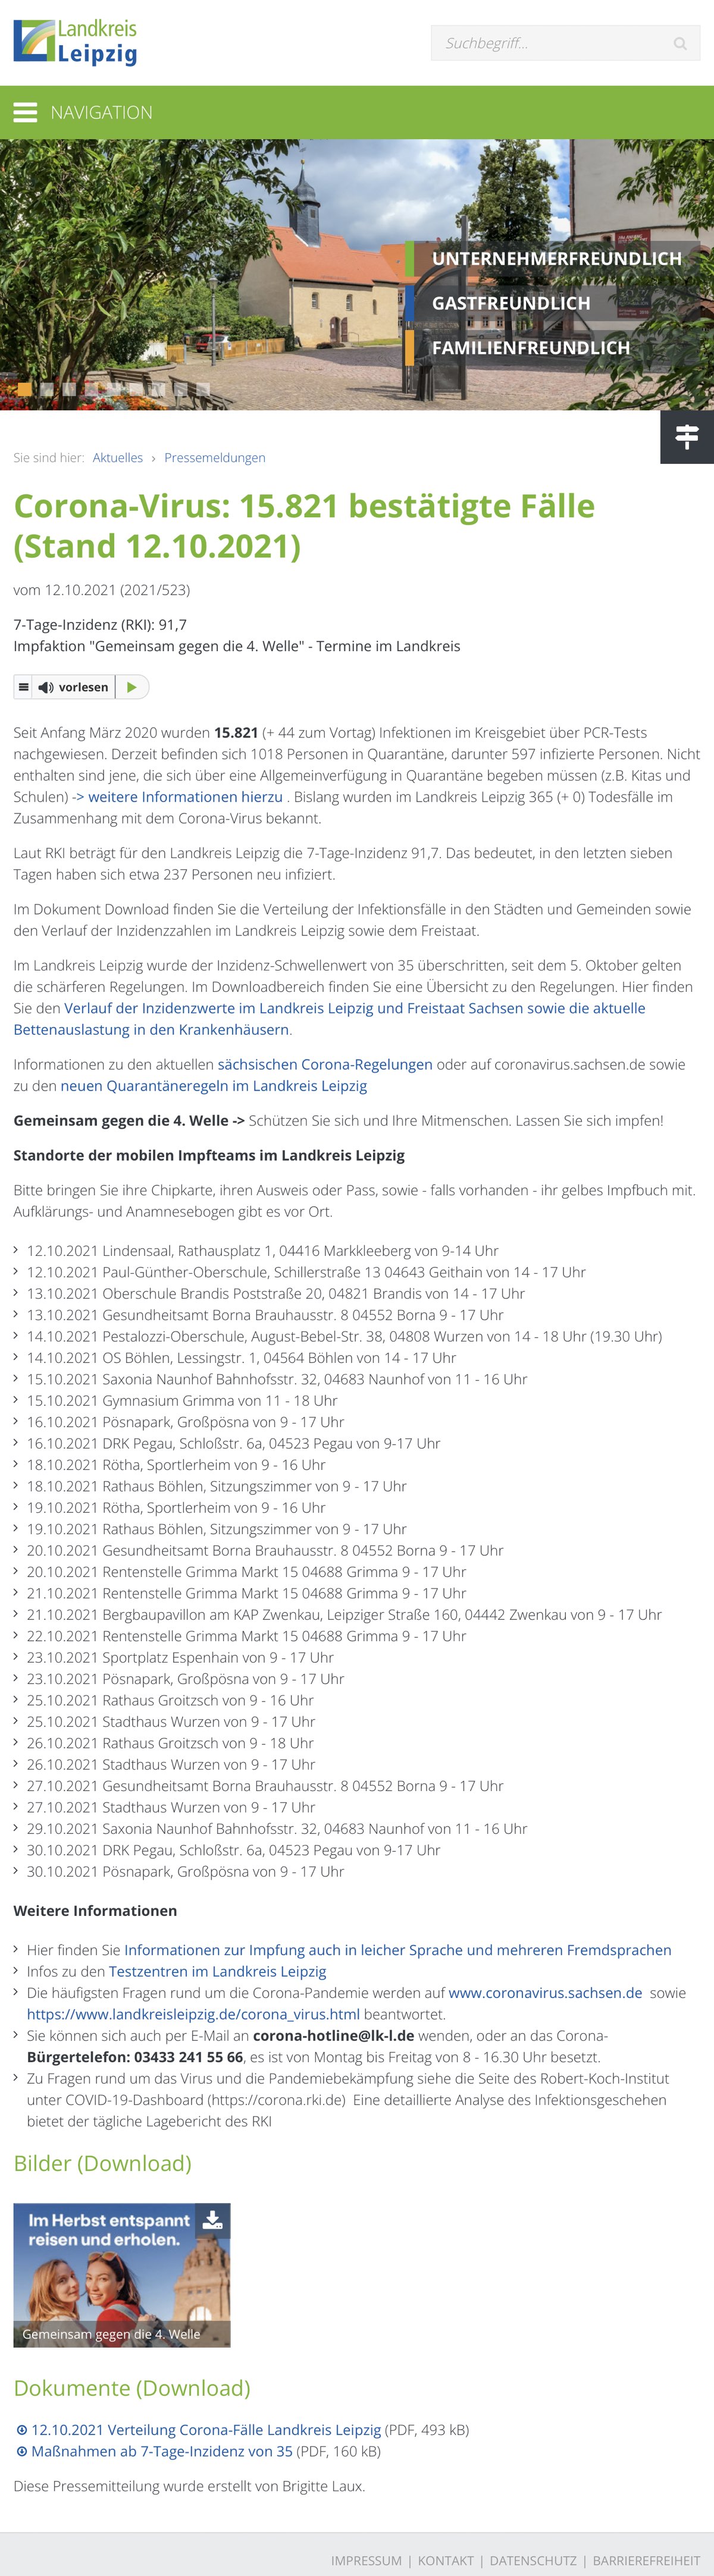 Landkreis
Leipzig
Suchbegriff...
NAVIGATION
UNTERNEHMERFREUNDLICH
GASTFREUNDLICH
FAMILIENFREUNDLICH
Sie sind hier: Aktuelles › Pressemeldungen
Corona-Virus: 15.821 bestätigte Fälle
(Stand 12.10.2021)
vom 12.10.2021 (2021/523)
7-Tage-Inzidenz (RKI): 91,7
Impfaktion "Gemeinsam gegen die 4. Welle" - Termine im Landkreis
vorlesen
Seit Anfang März 2020 wurden 15.821 (+ 44 zum Vortag) Infektionen im Kreisgebiet über PCR-Tests
nachgewiesen. Derzeit befinden sich 1018 Personen in Quarantäne, darunter 597 infizierte Personen. Nicht
enthalten sind jene, die sich über eine Allgemeinverfügung in Quarantäne begeben müssen (z.B. Kitas und
Schulen) -> weitere Informationen hierzu . Bislang wurden im Landkreis Leipzig 365 (+ 0) Todesfälle im
Zusammenhang mit dem Corona-Virus bekannt.
Laut RKI beträgt für den Landkreis Leipzig die 7-Tage-Inzidenz 91,7. Das bedeutet, in den letzten sieben
Tagen haben sich etwa 237 Personen neu infiziert.
Im Dokument Download finden Sie die Verteilung der Infektionsfälle in den Städten und Gemeinden sowie
den Verlauf der Inzidenzzahlen im Landkreis Leipzig sowie dem Freistaat.
Im Landkreis Leipzig wurde der Inzidenz-Schwellenwert von 35 überschritten, seit dem 5. Oktober gelten
die schärferen Regelungen. Im Downloadbereich finden Sie eine Übersicht zu den Regelungen. Hier finden
Sie den Verlauf der Inzidenzwerte im Landkreis Leipzig und Freistaat Sachsen sowie die aktuelle
Bettenauslastung in den Krankenhäusern.
Informationen zu den aktuellen sächsischen Corona-Regelungen oder auf coronavirus.sachsen.de sowie
zu den neuen Quarantäneregeln im Landkreis Leipzig
Gemeinsam gegen die 4. Welle -> Schützen Sie sich und Ihre Mitmenschen. Lassen Sie sich impfen!
Standorte der mobilen Impfteams im Landkreis Leipzig
Bitte bringen Sie ihre Chipkarte, ihren Ausweis oder Pass, sowie - falls vorhanden - ihr gelbes Impfbuch mit.
Aufklärungs- und Anamnesebogen gibt es vor Ort.
12.10.2021 Lindensaal, Rathausplatz 1, 04416 Markkleeberg von 9-14 Uhr
12.10.2021 Paul-Günther-Oberschule, Schillerstraße 13 04643 Geithain von 14 - 17 Uhr
13.10.2021 Oberschule Brandis Poststraße 20, 04821 Brandis von 14 - 17 Uhr
13.10.2021 Gesundheitsamt Borna Brauhausstr. 8 04552 Borna 9 - 17 Uhr
14.10.2021 Pestalozzi-Oberschule, August-Bebel-Str. 38, 04808 Wurzen von 14 - 18 Uhr (19.30 Uhr)
14.10.2021 OS Böhlen, Lessingstr. 1, 04564 Böhlen von 14 - 17 Uhr
15.10.2021 Saxonia Naunhof Bahnhofsstr. 32, 04683 Naunhof von 11 - 16 Uhr
15.10.2021 Gymnasium Grimma von 11 - 18 Uhr
16.10.2021 Pösnapark, Großpösna von 9 - 17 Uhr
16.10.2021 DRK Pegau, Schloßstr. 6a, 04523 Pegau von 9-17 Uhr
18.10.2021 Rötha, Sportlerheim von 9 - 16 Uhr
18.10.2021 Rathaus Böhlen, Sitzungszimmer von 9 - 17 Uhr
19.10.2021 Rötha, Sportlerheim von 9 - 16 Uhr
19.10.2021 Rathaus Böhlen, Sitzungszimmer von 9 - 17 Uhr
20.10.2021 Gesundheitsamt Borna Brauhausstr. 8 04552 Borna 9 - 17 Uhr
20.10.2021 Rentenstelle Grimma Markt 15 04688 Grimma 9 - 17 Uhr
21.10.2021 Rentenstelle Grimma Markt 15 04688 Grimma 9 - 17 Uhr
21.10.2021 Bergbaupavillon am KAP Zwenkau, Leipziger Straße 160, 04442 Zwenkau von 9 - 17 Uhr
22.10.2021 Rentenstelle Grimma Markt 15 04688 Grimma 9 - 17 Uhr
23.10.2021 Sportplatz Espenhain von 9 - 17 Uhr
23.10.2021 Pösnapark, Großpösna von 9 - 17 Uhr
25.10.2021 Rathaus Groitzsch von 9 - 16 Uhr
25.10.2021 Stadthaus Wurzen von 9 - 17 Uhr
26.10.2021 Rathaus Groitzsch von 9 - 18 Uhr
26.10.2021 Stadthaus Wurzen von 9 - 17 Uhr
27.10.2021 Gesundheitsamt Borna Brauhausstr. 8 04552 Borna 9 - 17 Uhr
27.10.2021 Stadthaus Wurzen von 9 - 17 Uhr
29.10.2021 Saxonia Naunhof Bahnhofsstr. 32, 04683 Naunhof von 11 - 16 Uhr
30.10.2021 DRK Pegau, Schloßstr. 6a, 04523 Pegau von 9-17 Uhr
30.10.2021 Pösnapark, Großpösna von 9 - 17 Uhr
Weitere Informationen
Hier finden Sie Informationen zur Impfung auch in leicher Sprache und mehreren Fremdsprachen
Infos zu den Testzentren im Landkreis Leipzig
Die häufigsten Fragen rund um die Corona-Pandemie werden auf www.coronavirus.sachsen.de sowie
https://www.landkreisleipzig.de/corona_virus.html beantwortet.
Sie können sich auch per E-Mail an corona-hotline@lk-l.de wenden, oder an das Corona-
Bürgertelefon: 03433 241 55 66, es ist von Montag bis Freitag von 8 - 16.30 Uhr besetzt.
Zu Fragen rund um das Virus und die Pandemiebekämpfung siehe die Seite des Robert-Koch-Institut
unter COVID-19-Dashboard (https://corona.rki.de) Eine detaillierte Analyse des Infektionsgeschehen
bietet der tägliche Lagebericht des RKI
Bilder (Download)
Im Herbst entspannt
reisen und erholen.
Gemeinsam gegen die 4. Welle
Dokumente (Download)
12.10.2021 Verteilung Corona-Fälle Landkreis Leipzig (PDF, 493 kB)
Maßnahmen ab 7-Tage-Inzidenz von 35 (PDF, 160 kB)
Diese Pressemitteilung wurde erstellt von Brigitte Laux.
IMPRESSUM | KONTAKT | DATENSCHUTZ | BARRIEREFREIHEIT